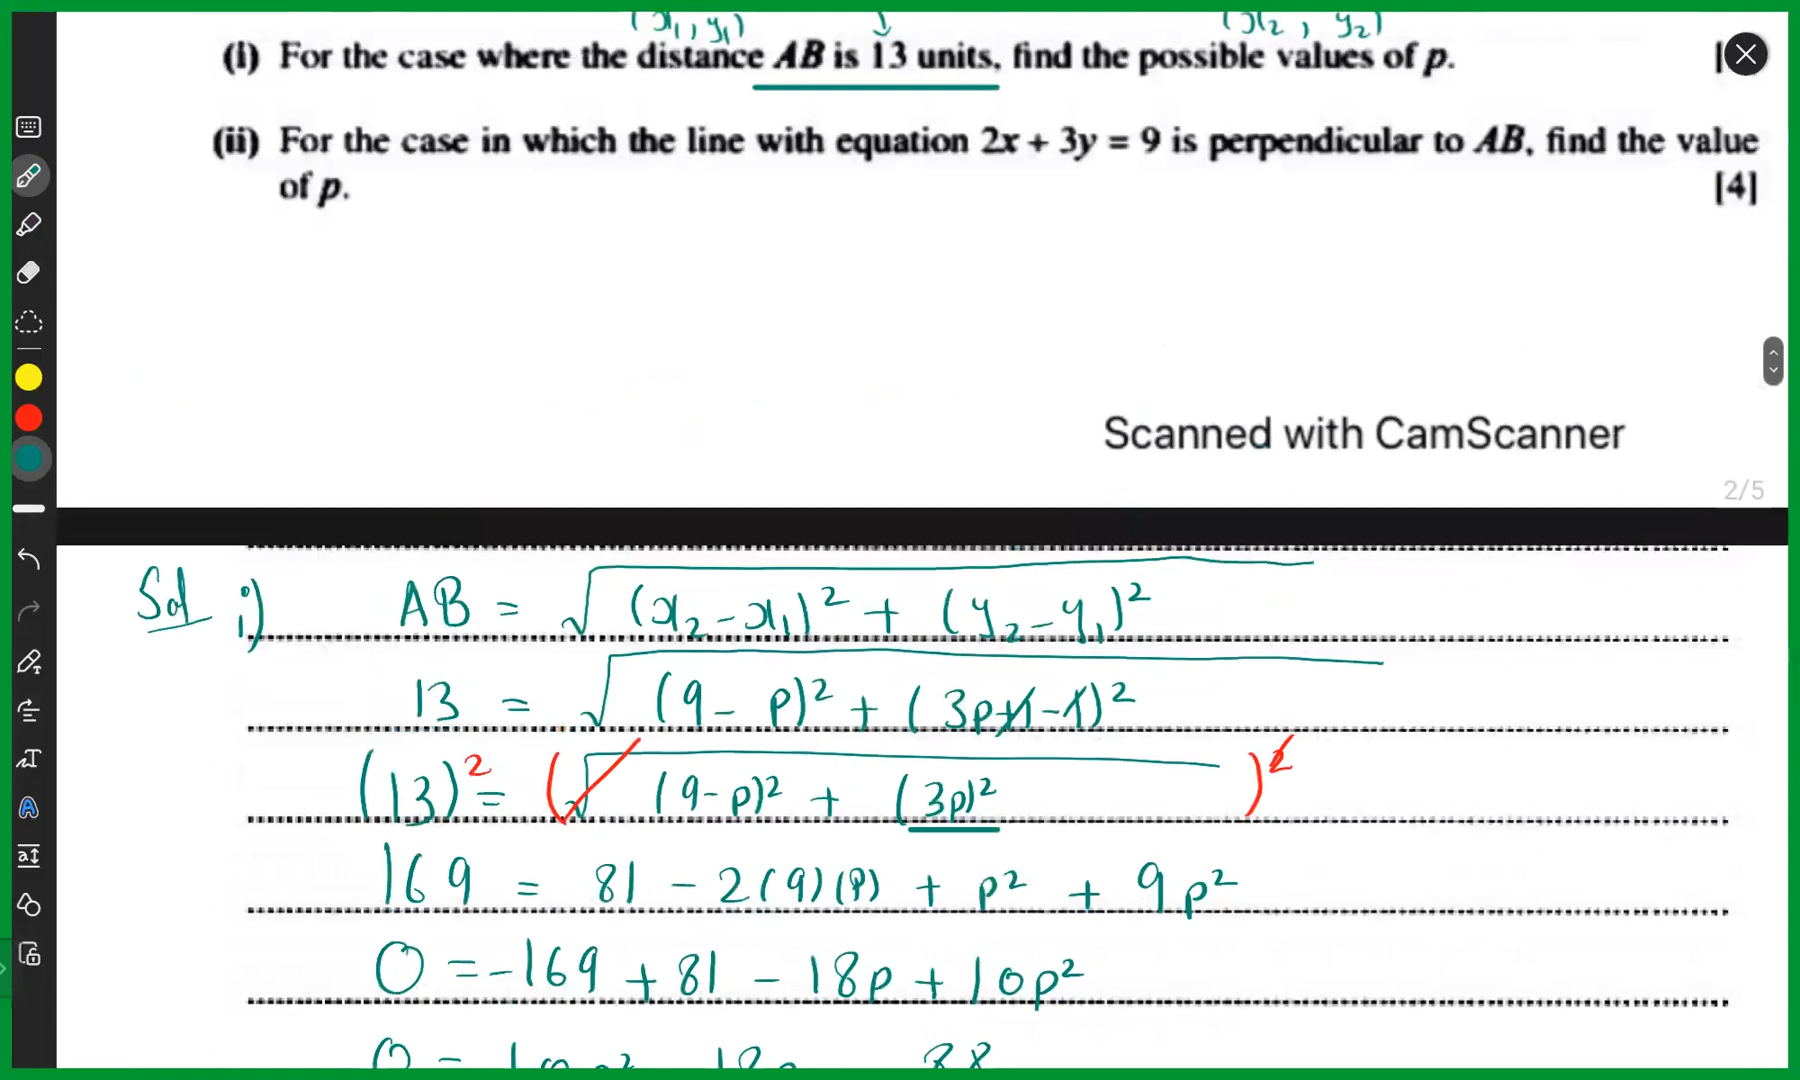 (x₁, y₁) (x₂, y₂)
(i) For the case where the distance AB is 13 units, find the possible values of p. [
(ii) For the case in which the line with equation 2x + 3y = 9 is perpendicular to AB, find the value
of p. [4]
Scanned with CamScanner
2/5
Sol i) AB = √((x₂ - x₁)² + (y₂ - y₁)²)
13 = √((9 - p)² + (3p+1-1)²)
(13)² = (√((9-p)² + (3p)²))²
169 = 81 - 2(9)(P) + p² + 9p²
0 = -169 + 81 - 18p + 10p²